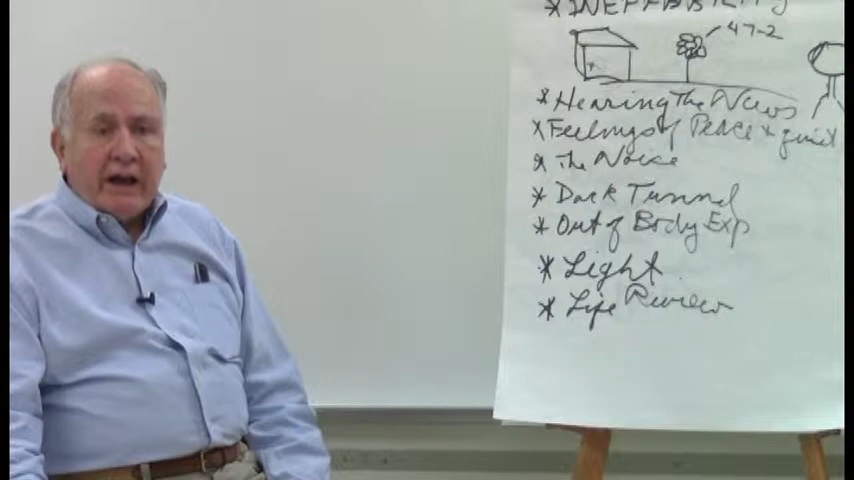 *INEFFABILITY
47-2
* Hearing The News
* Feelings of Peace & quiet
* The Noise
* Dark Tunnel
* Out of Body Exp
* Light
* Life Review